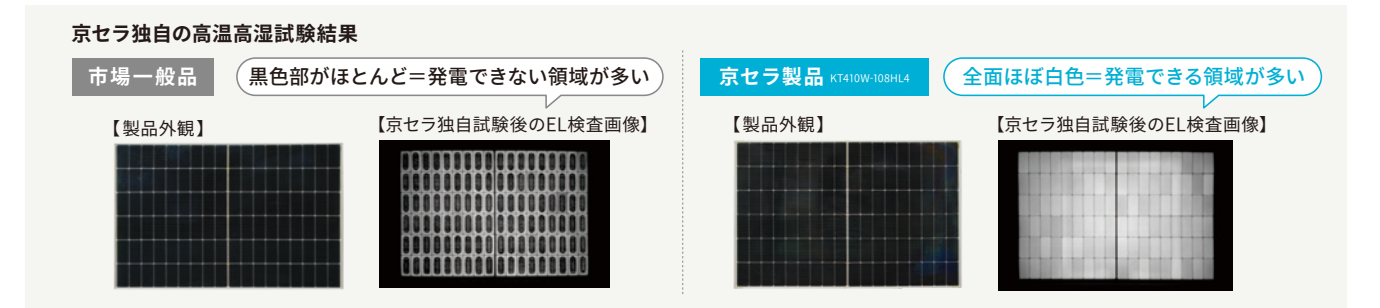 京セラ独自の高温高湿試験結果
市場一般品
黒色部がほとんど＝発電できない領域が多い
【製品外観】
【京セラ独自試験後のEL検査画像】
京セラ製品 KT410W-108HL4
全面ほぼ白色＝発電できる領域が多い
【製品外観】
【京セラ独自試験後のEL検査画像】